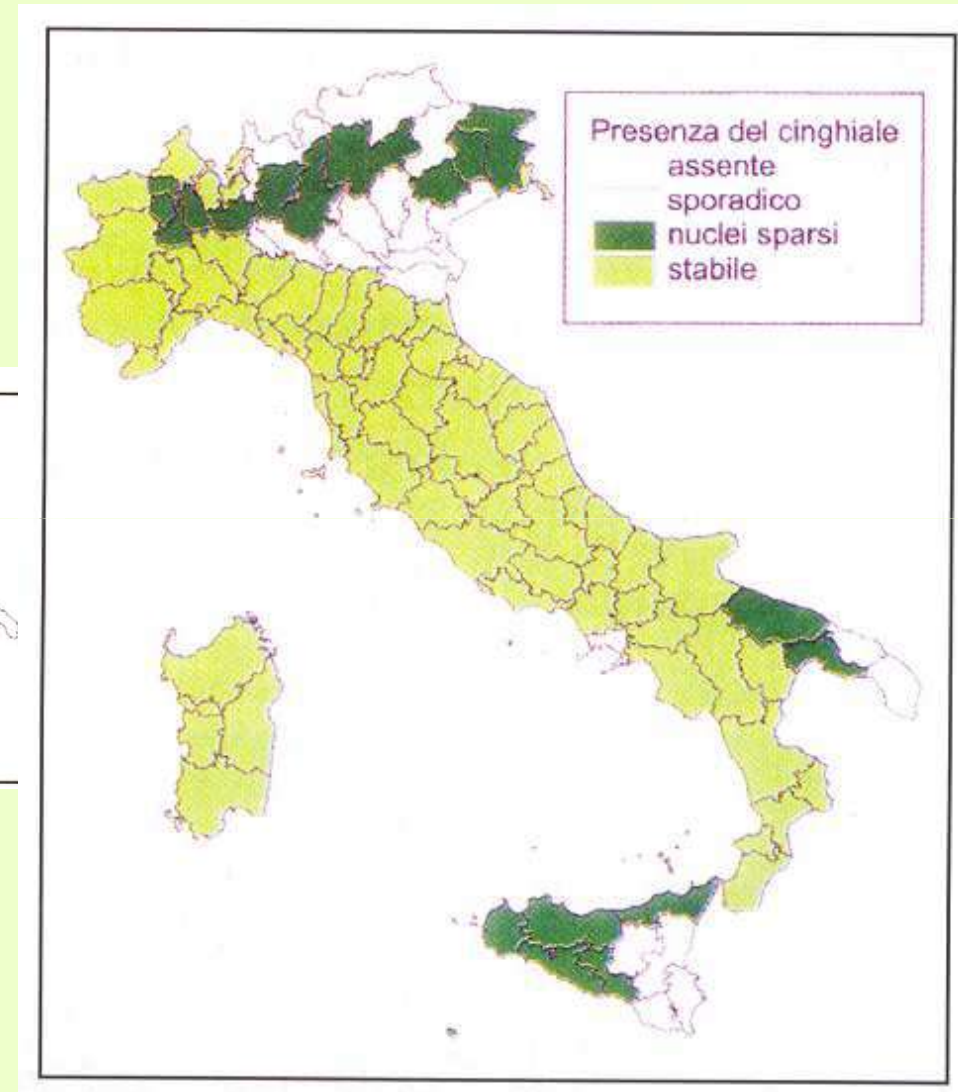 Presenza del cinghiale
assente
sporadico
nuclei sparsi
stabile